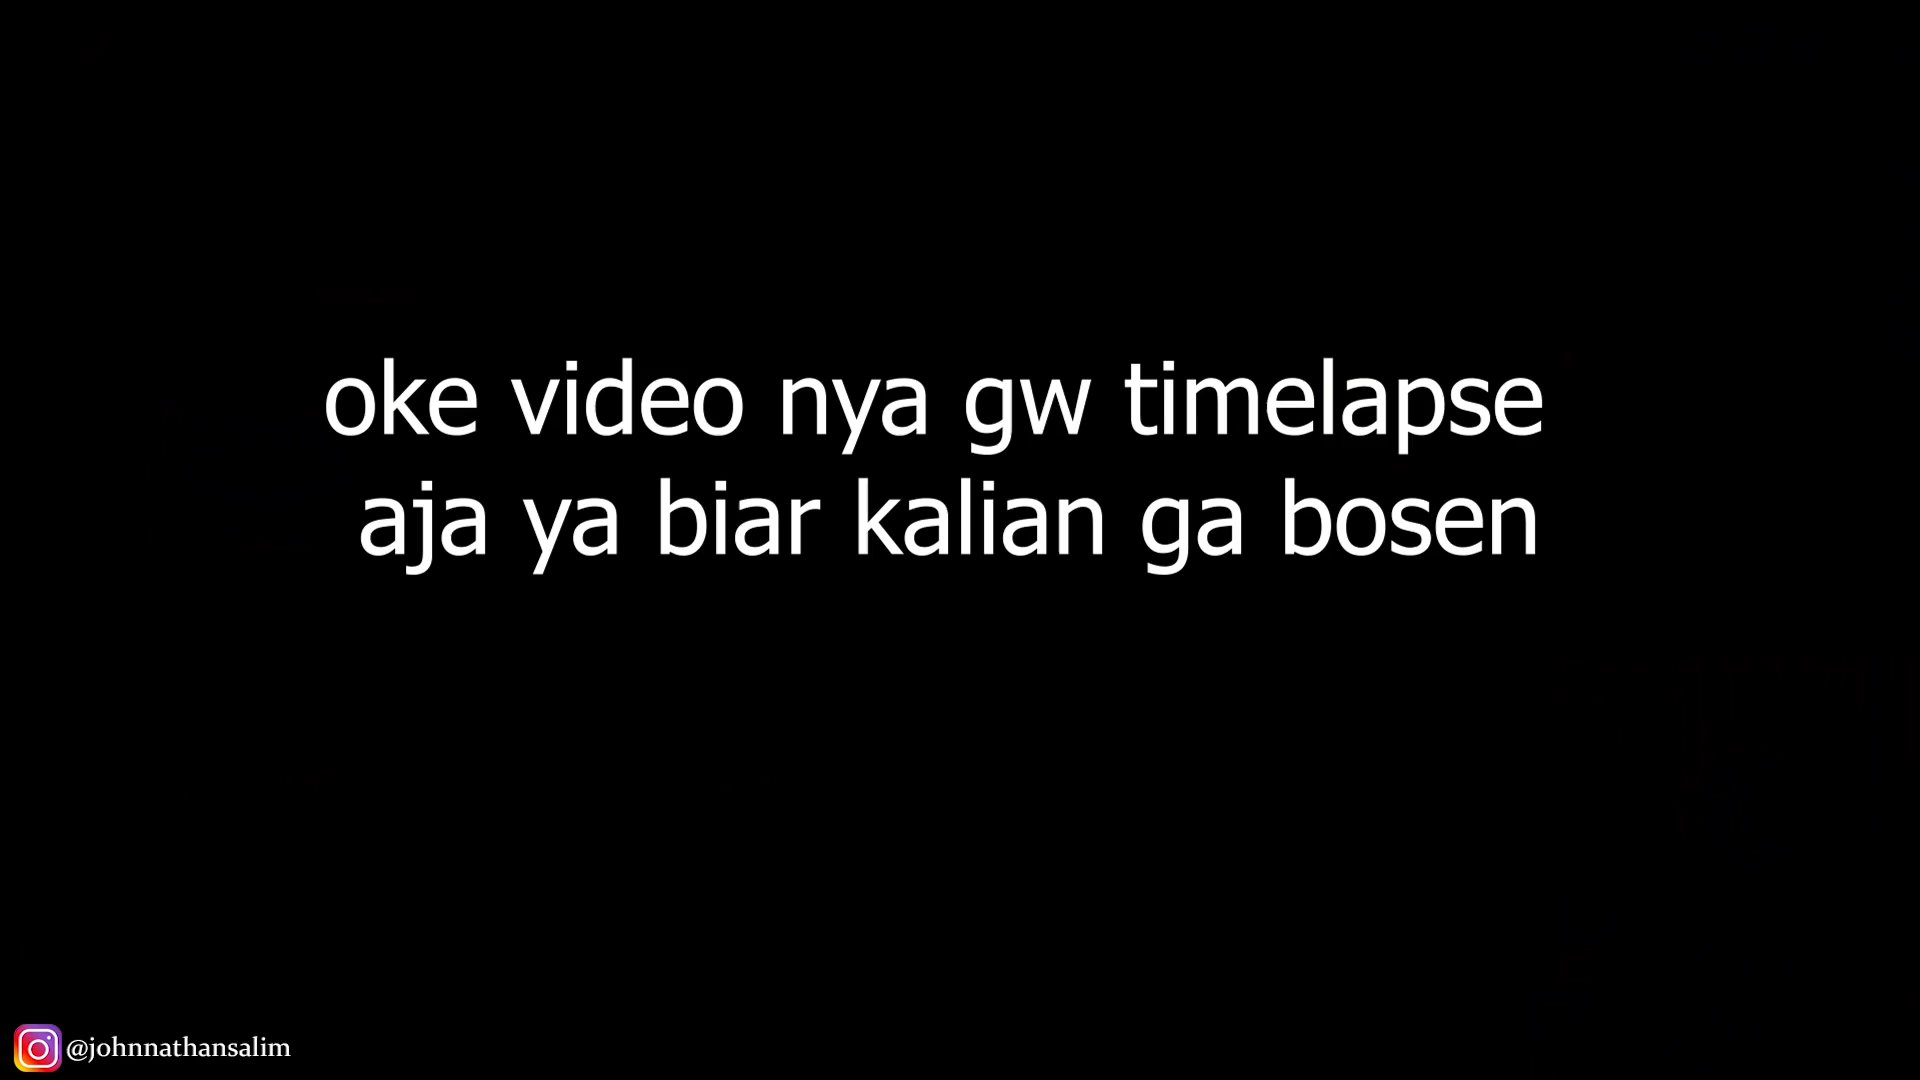 oke video nya gw timelapse
aja ya biar kalian ga bosen
@johnnathansalim